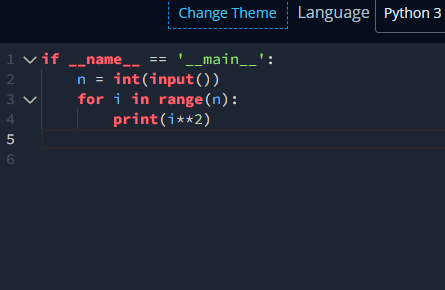 Change Theme Language Python 3
1 if __name__ == '__main__':
2 n = int(input())
3 for i in range(n):
4 print(i**2)
5
6